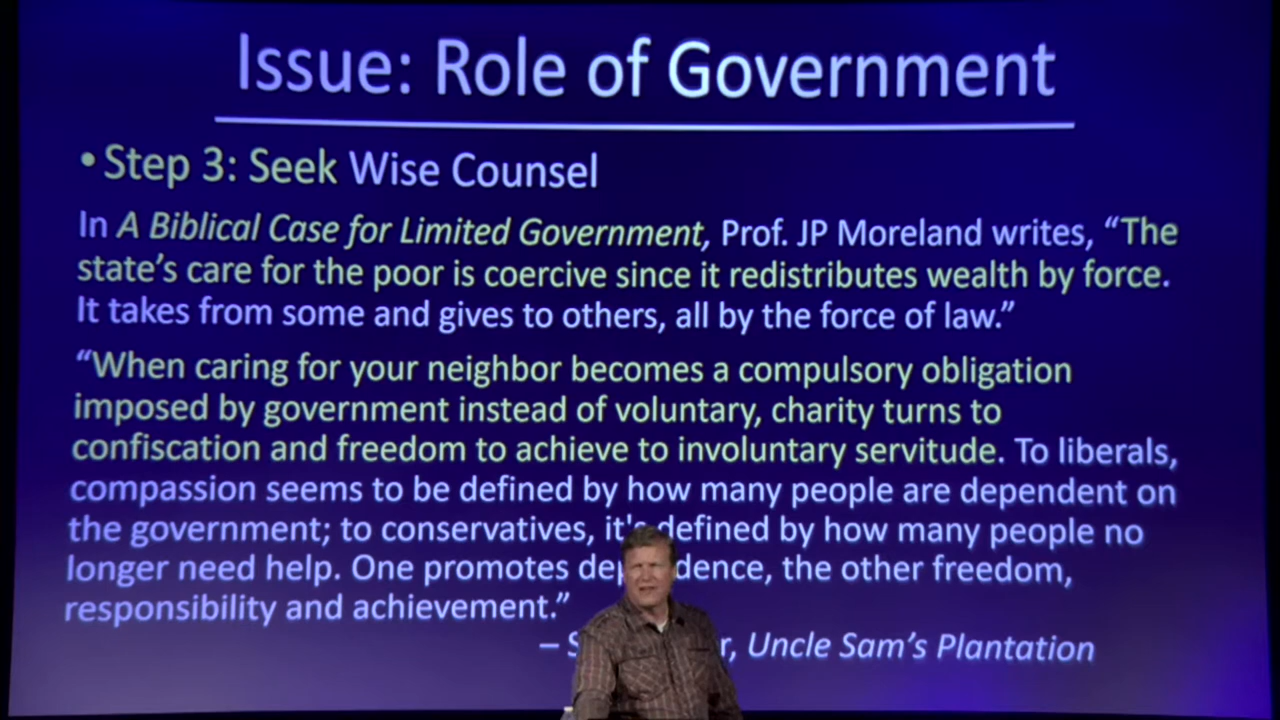 Issue: Role of Government
• Step 3: Seek Wise Counsel
In A Biblical Case for Limited Government, Prof. JP Moreland writes, “The
state’s care for the poor is coercive since it redistributes wealth by force.
It takes from some and gives to others, all by the force of law.”
“When caring for your neighbor becomes a compulsory obligation
imposed by government instead of voluntary, charity turns to
confiscation and freedom to achieve to involuntary servitude. To liberals,
compassion seems to be defined by how many people are dependent on
the government; to conservatives, it's defined by how many people no
longer need help. One promotes dependence, the other freedom,
responsibility and achievement.”
– Uncle Sam’s Plantation